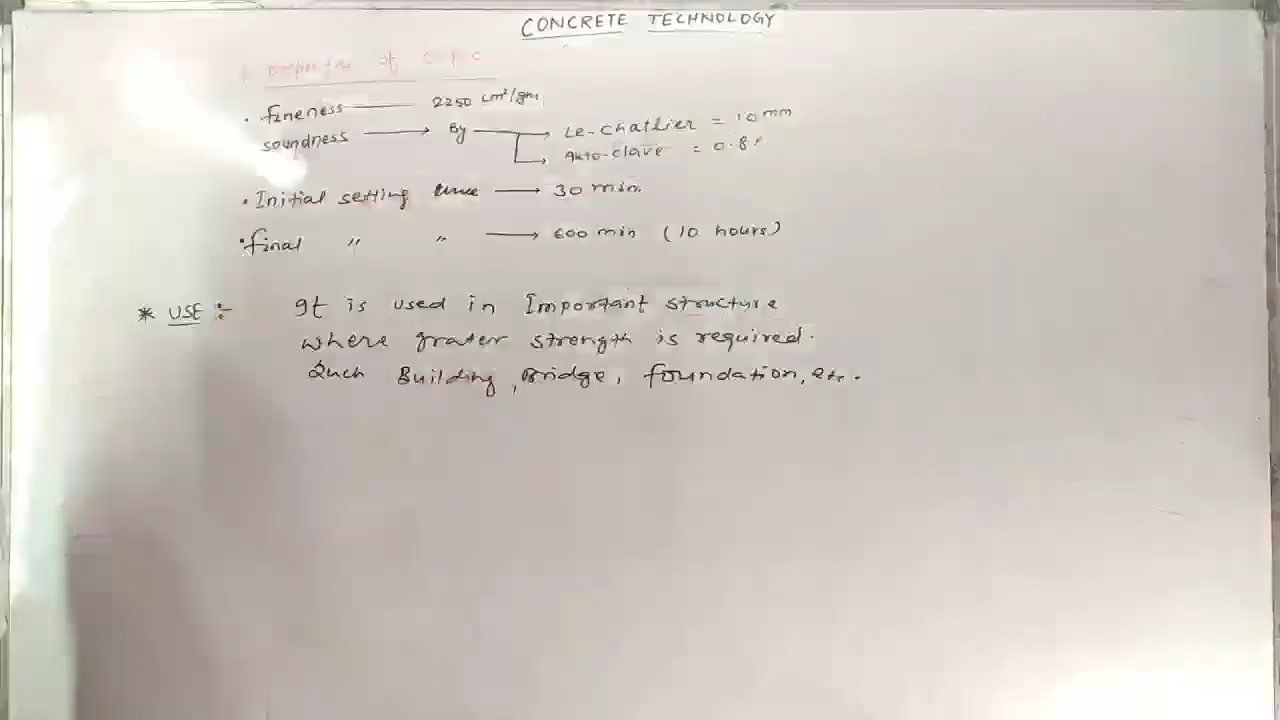 CONCRETE TECHNOLOGY
properties of O.P.C
• fineness —— 2250 cm²/gm
soundness → By → Le-chatlier = 10 mm
→ Auto-clave = 0.8%
• Initial setting time → 30 min.
• final 〃 〃 → 600 min (10 hours)
* USE :- It is used in Important structure
where grater strength is required.
Such Building, Bridge, foundation, etc.